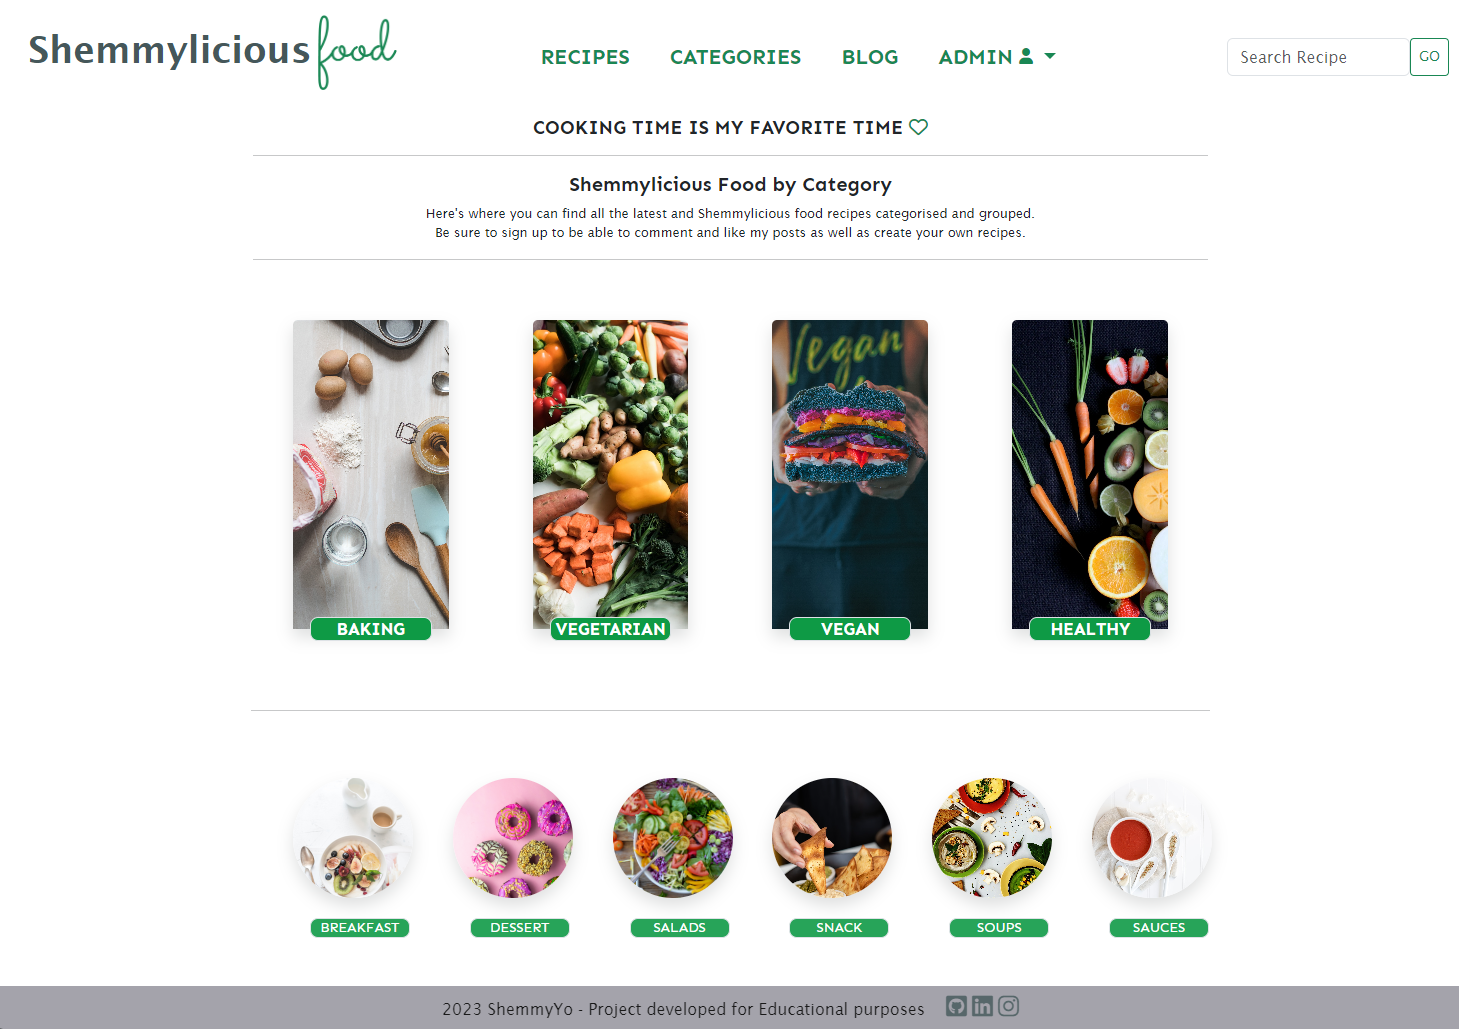 Shemmylicious food
RECIPES CATEGORIES BLOG ADMIN
Search Recipe GO
COOKING TIME IS MY FAVORITE TIME
Shemmylicious Food by Category
Here's where you can find all the latest and Shemmylicious food recipes categorised and grouped.
Be sure to sign up to be able to comment and like my posts as well as create your own recipes.
Vegan
BAKING VEGETARIAN VEGAN HEALTHY
BREAKFAST DESSERT SALADS SNACK SOUPS SAUCES
2023 ShemmyYo - Project developed for Educational purposes